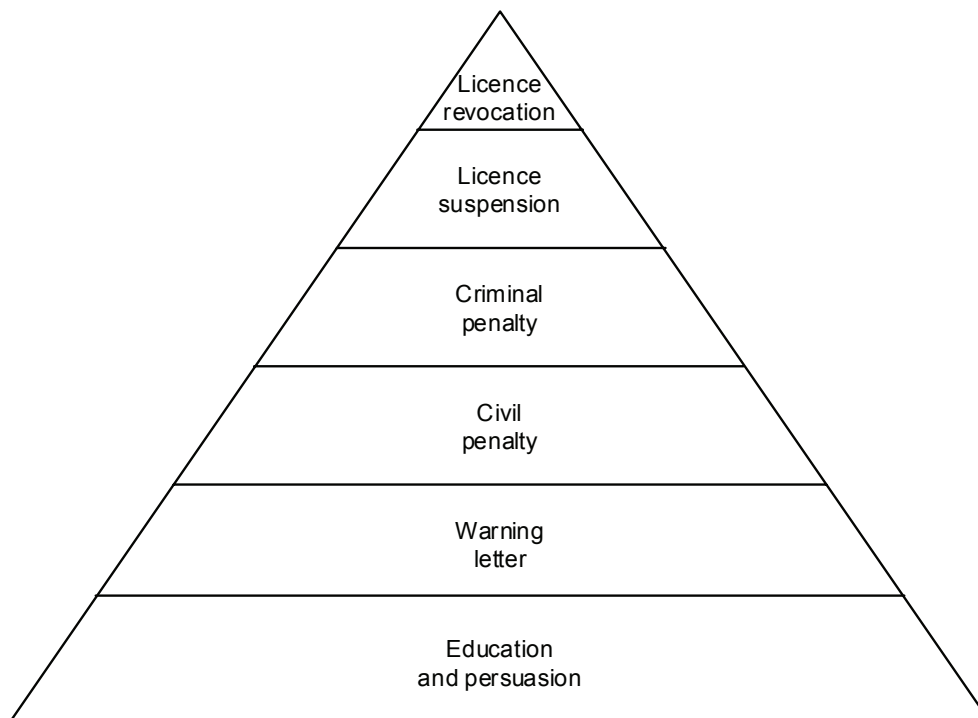 Licence
revocation
Licence
suspension
Criminal
penalty
Civil
penalty
Warning
letter
Education
and persuasion